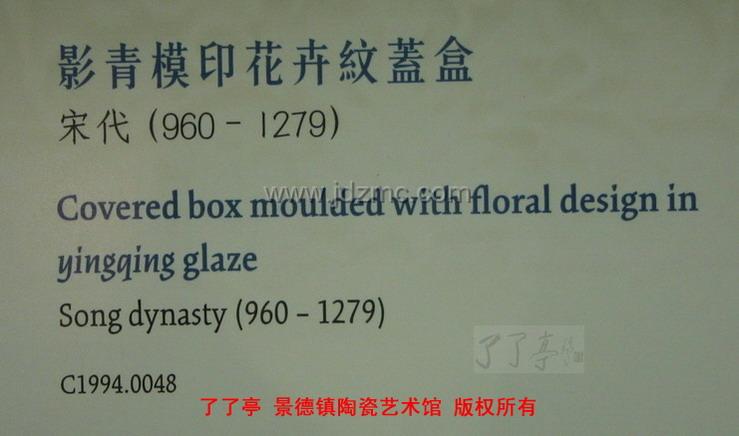 影青模印花卉紋蓋盒
宋代 (960 - 1279)
www.jdzmc.com
Covered box moulded with floral design in
yingqing glaze
Song dynasty (960 – 1279)
了了亭
C1994.0048
了了亭 景德镇陶瓷艺术馆 版权所有